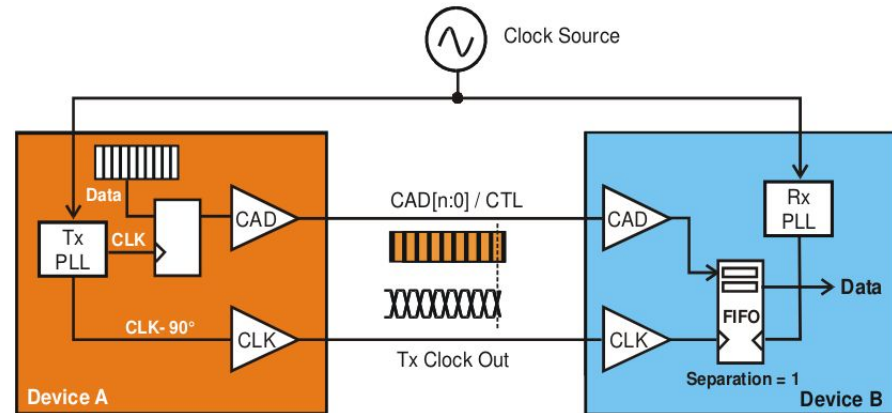 Clock Source
Data
CAD
CAD[n:0] / CTL
CAD
Rx
PLL
Tx
PLL
CLK
Data
FIFO
CLK- 90°
CLK
Tx Clock Out
CLK
Separation = 1
Device A
Device B